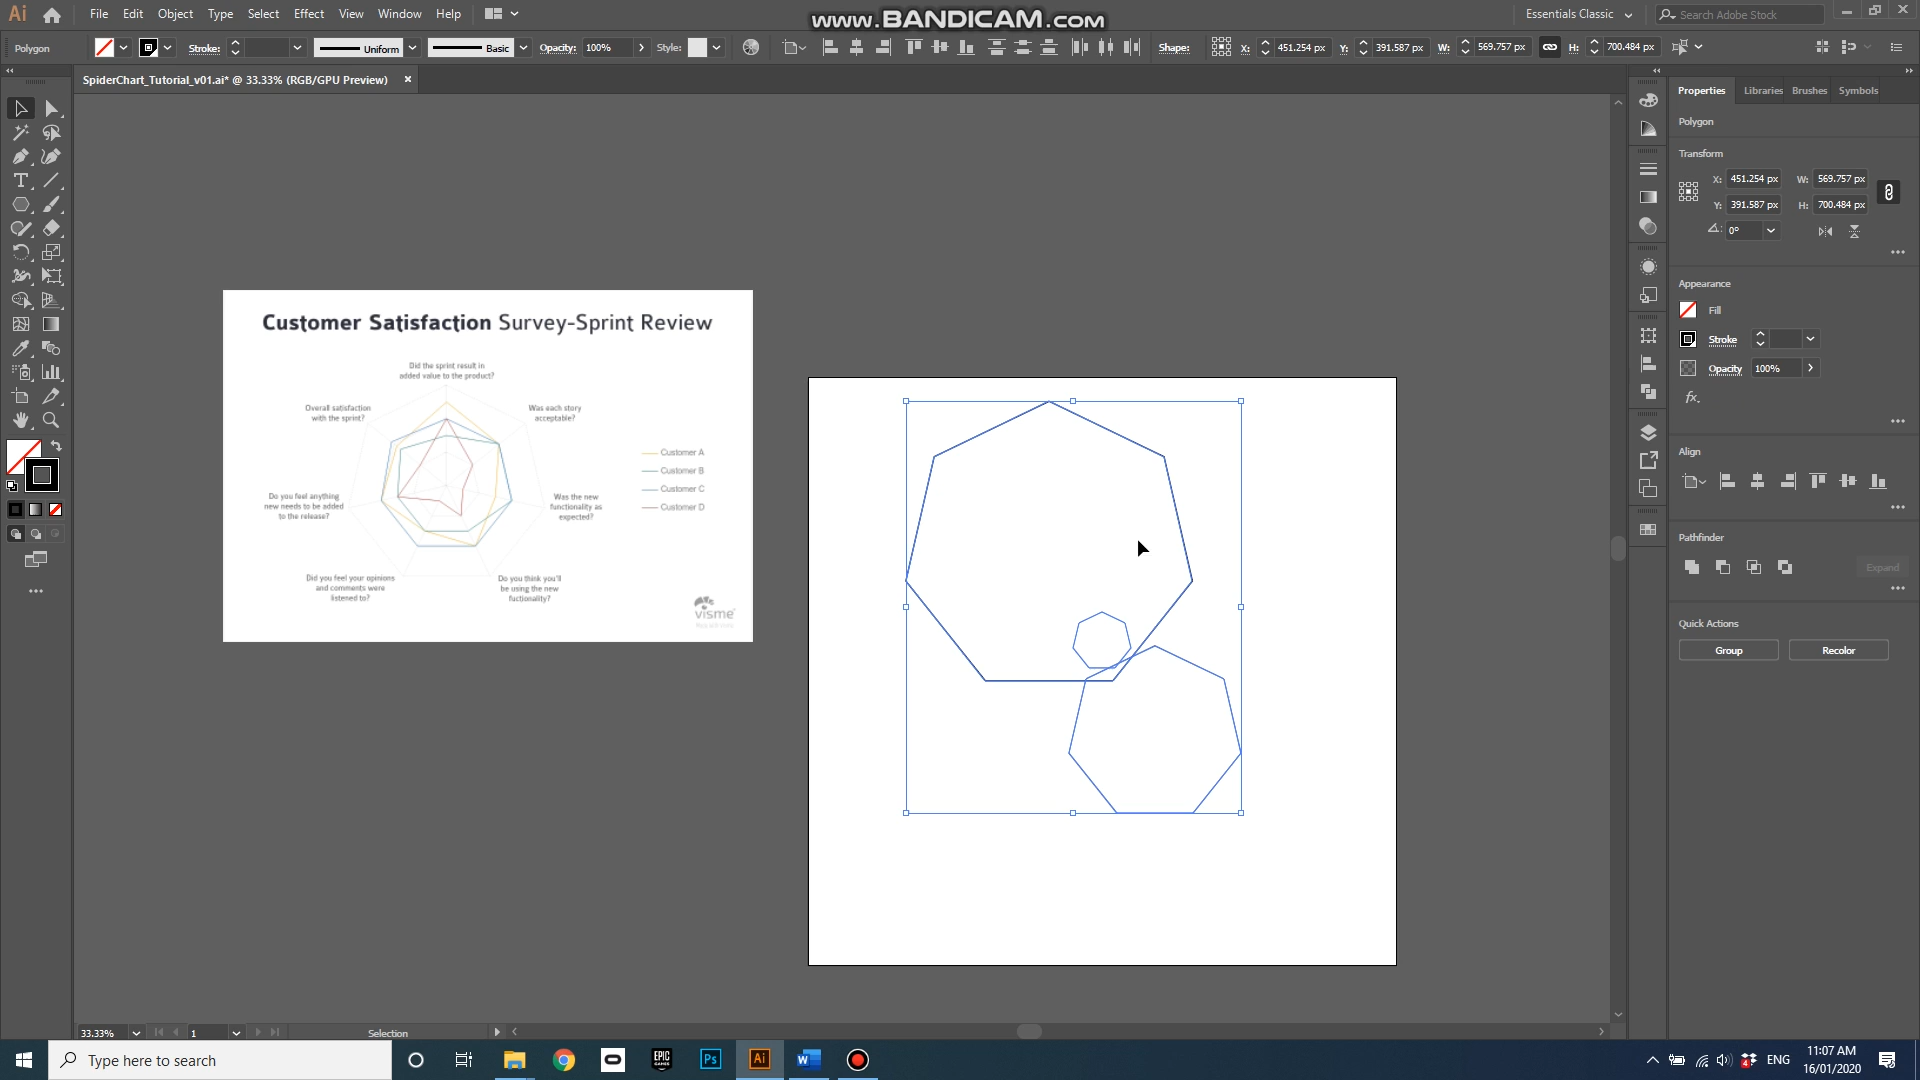 Ai File Edit Object Type Select Effect View Window Help
www.BANDICAM.com
Essentials Classic
Search Adobe Stock
Polygon Stroke: Uniform Basic Opacity: 100% Style: Shape: X: 451.254 px Y: 391.587 px W: 569.757 px H: 700.484 px
SpiderChart_Tutorial_v01.ai* @ 33.33% (RGB/GPU Preview) ×
Properties Libraries Brushes Symbols
Polygon
Transform
X: 451.254 px W: 569.757 px
Y: 391.587 px H: 700.484 px
0°
Appearance
Fill
Stroke
Opacity 100%
fx.
Align
Pathfinder
Expand
Quick Actions
Group Recolor
Customer Satisfaction Survey-Sprint Review
Did the sprint result in
added value to the product?
Overall satisfaction
with the sprint?
Was each story
acceptable?
Customer A
Customer B
Customer C
Customer D
Do you feel anything
new needs to be added
to the release?
Was the new
functionality as
expected?
Did you feel your opinions
and comments were
listened to?
Do you think you'll
be using the new
fuctionality?
visme
33.33% 1 Selection
Type here to search
EPIC GAMES
Ps Ai W
4
ENG
11:07 AM
16/01/2020